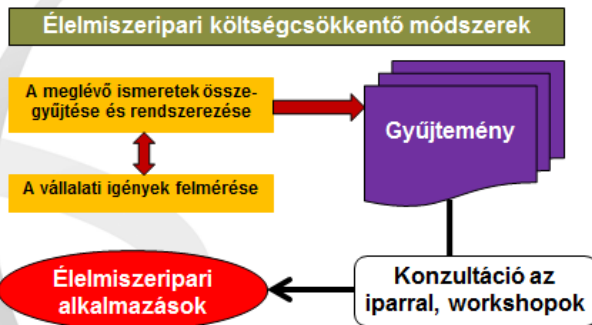 Élelmiszeripari költségcsökkentő módszerek
A meglévő ismeretek össze-
gyűjtése és rendszerezése
Gyűjtemény
A vállalati igények felmérése
Élelmiszeripari
alkalmazások
Konzultáció az
iparral, workshopok